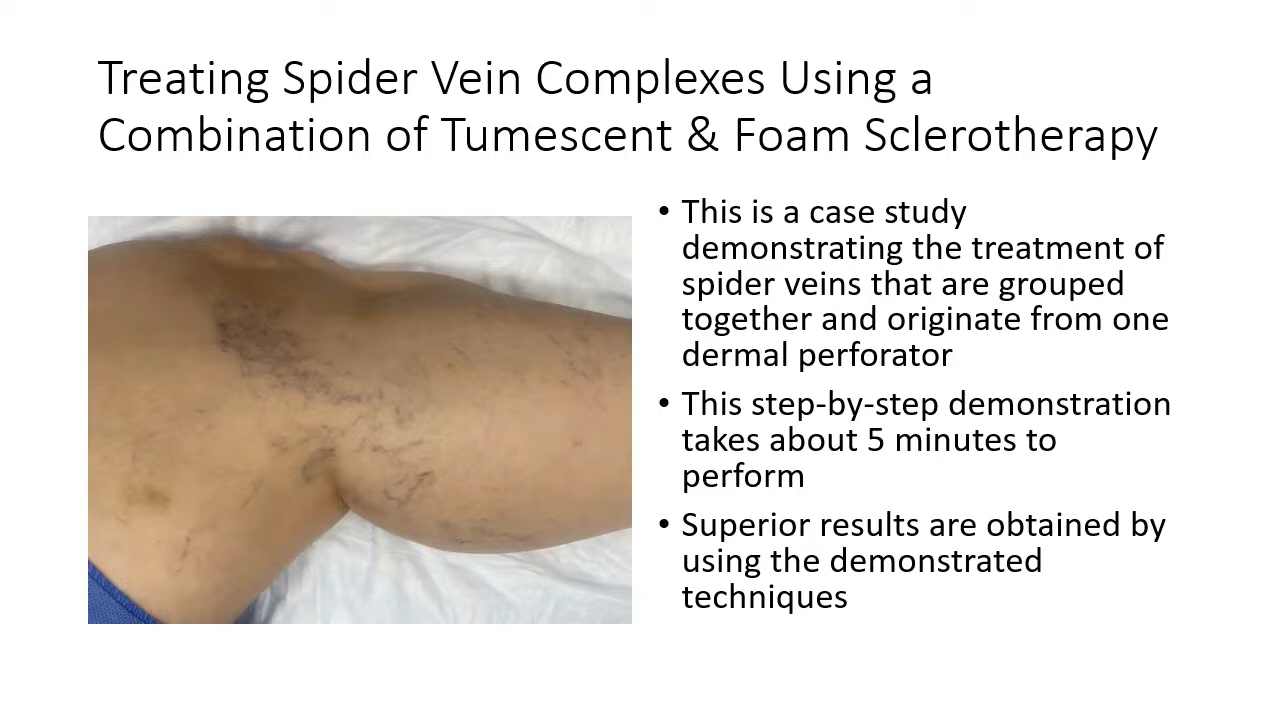 Treating Spider Vein Complexes Using a
Combination of Tumescent & Foam Sclerotherapy
• This is a case study
demonstrating the treatment of
spider veins that are grouped
together and originate from one
dermal perforator
• This step-by-step demonstration
takes about 5 minutes to
perform
• Superior results are obtained by
using the demonstrated
techniques